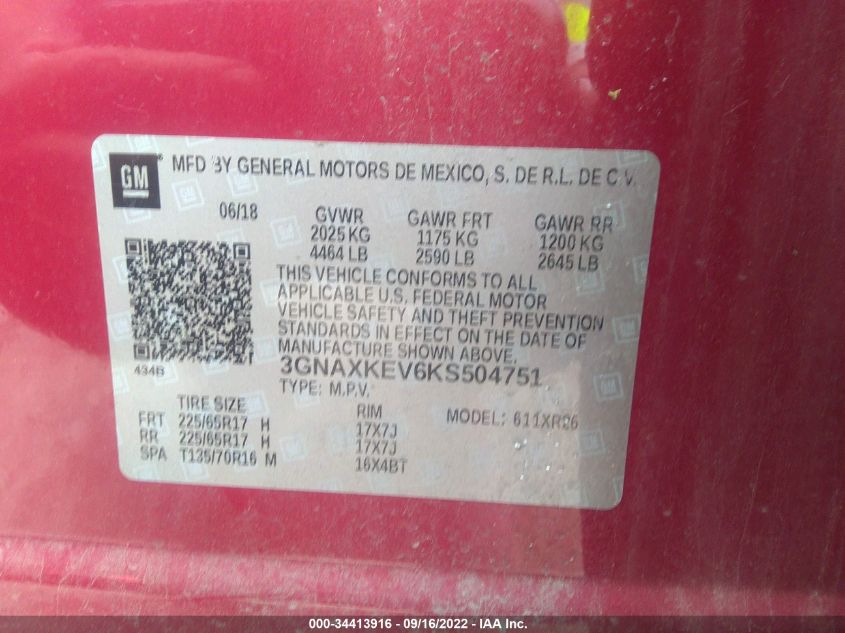 GM ® MFD BY GENERAL MOTORS DE MEXICO, S. DE R.L. DE C.V.
06/18 GVWR GAWR FRT GAWR RR
2025 KG 1175 KG 1200 KG
4464 LB 2590 LB 2645 LB
THIS VEHICLE CONFORMS TO ALL
APPLICABLE U.S. FEDERAL MOTOR
VEHICLE SAFETY AND THEFT PREVENTION
STANDARDS IN EFFECT ON THE DATE OF
MANUFACTURE SHOWN ABOVE.
434B 3GNAXKEV6KS504751
TYPE: M.P.V.
TIRE SIZE RIM MODEL:
FRT 225/65R17 H 17X7J
RR 225/65R17 H 17X7J
SPA T135/70R16 M 16X4BT
000-34413916 - 09/16/2022 - IAA Inc.